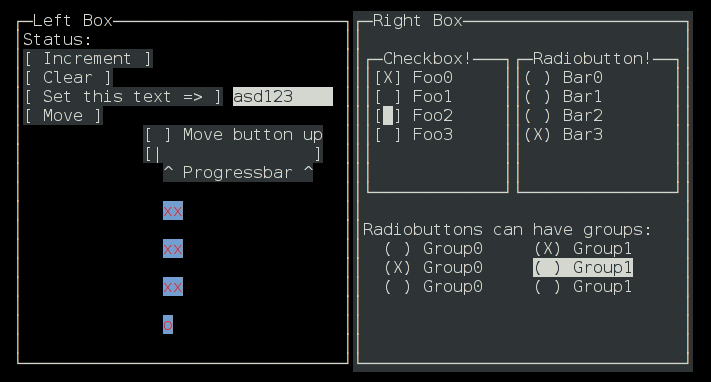 Left Box
Status:
[ Increment ]
[ Clear ]
[ Set this text => ] asd123
[ Move ]
[ ] Move button up
[| ]
^ Progressbar ^
xx
xx
xx
o
Right Box
Checkbox!
[X] Foo0
[ ] Foo1
[ ] Foo2
[ ] Foo3
Radiobutton!
( ) Bar0
( ) Bar1
( ) Bar2
(X) Bar3
Radiobuttons can have groups:
( ) Group0 (X) Group1
(X) Group0 ( ) Group1
( ) Group0 ( ) Group1